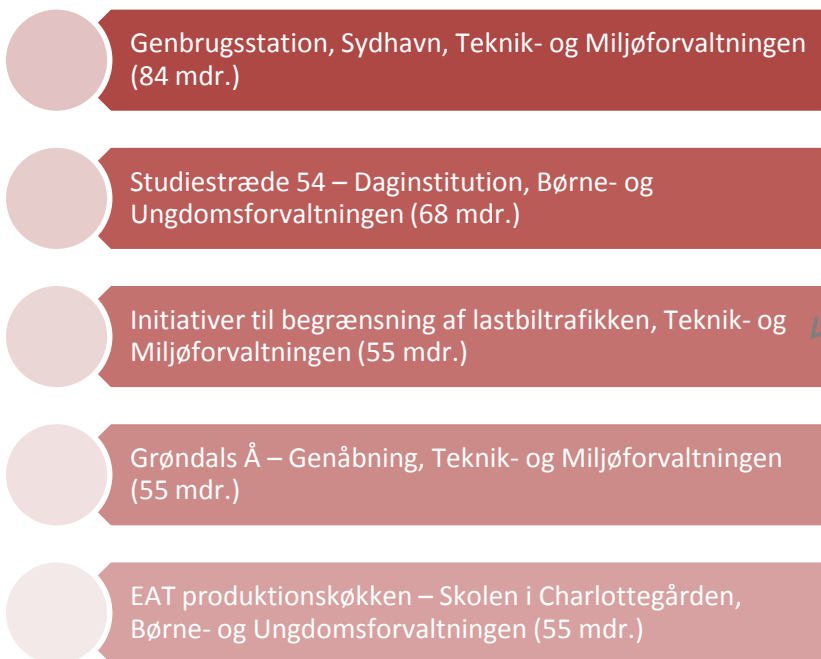 Genbrugsstation, Sydhavn, Teknik- og Miljøforvaltningen
(84 mdr.)
Studiestræde 54 – Daginstitution, Børne- og
Ungdomsforvaltningen (68 mdr.)
Initiativer til begrænsning af lastbiltrafikken, Teknik- og
Miljøforvaltningen (55 mdr.)
Grøndals Å – Genåbning, Teknik- og Miljøforvaltningen
(55 mdr.)
EAT produktionskøkken – Skolen i Charlottegården,
Børne- og Ungdomsforvaltningen (55 mdr.)